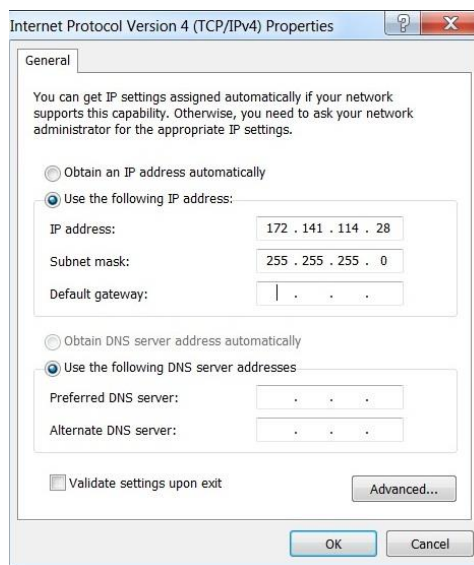 Internet Protocol Version 4 (TCP/IPv4) Properties
General
You can get IP settings assigned automatically if your network
supports this capability. Otherwise, you need to ask your network
administrator for the appropriate IP settings.
Obtain an IP address automatically
Use the following IP address:
IP address: 172 . 141 . 114 . 28
Subnet mask: 255 . 255 . 255 . 0
Default gateway: . . .
Obtain DNS server address automatically
Use the following DNS server addresses
Preferred DNS server: . . .
Alternate DNS server: . . .
Validate settings upon exit
Advanced...
OK Cancel